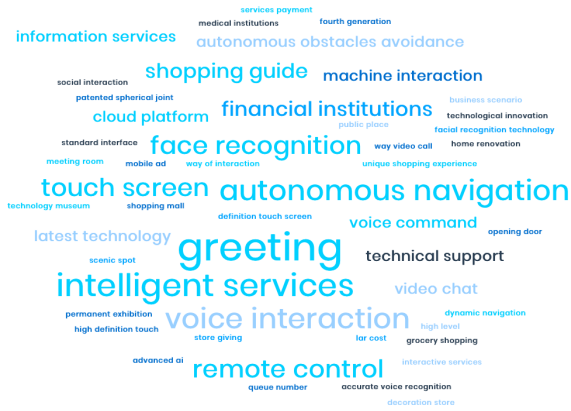 services payment
medical institutions
fourth generation
information services
autonomous obstacles avoidance
shopping guide
machine interaction
social interaction
patented spherical joint
business scenario
cloud platform
financial institutions
technological innovation
public place
facial recognition technology
standard interface
face recognition
way video call
home renovation
meeting room
mobile ad
way of interaction
unique shopping experience
touch screen
autonomous navigation
technology museum
shopping mall
definition touch screen
voice command
opening door
latest technology
greeting
technical support
scenic spot
intelligent services
video chat
permanent exhibition
voice interaction
dynamic navigation
high definition touch
high level
store giving
lar cost
grocery shopping
advanced ai
remote control
interactive services
queue number
accurate voice recognition
decoration store